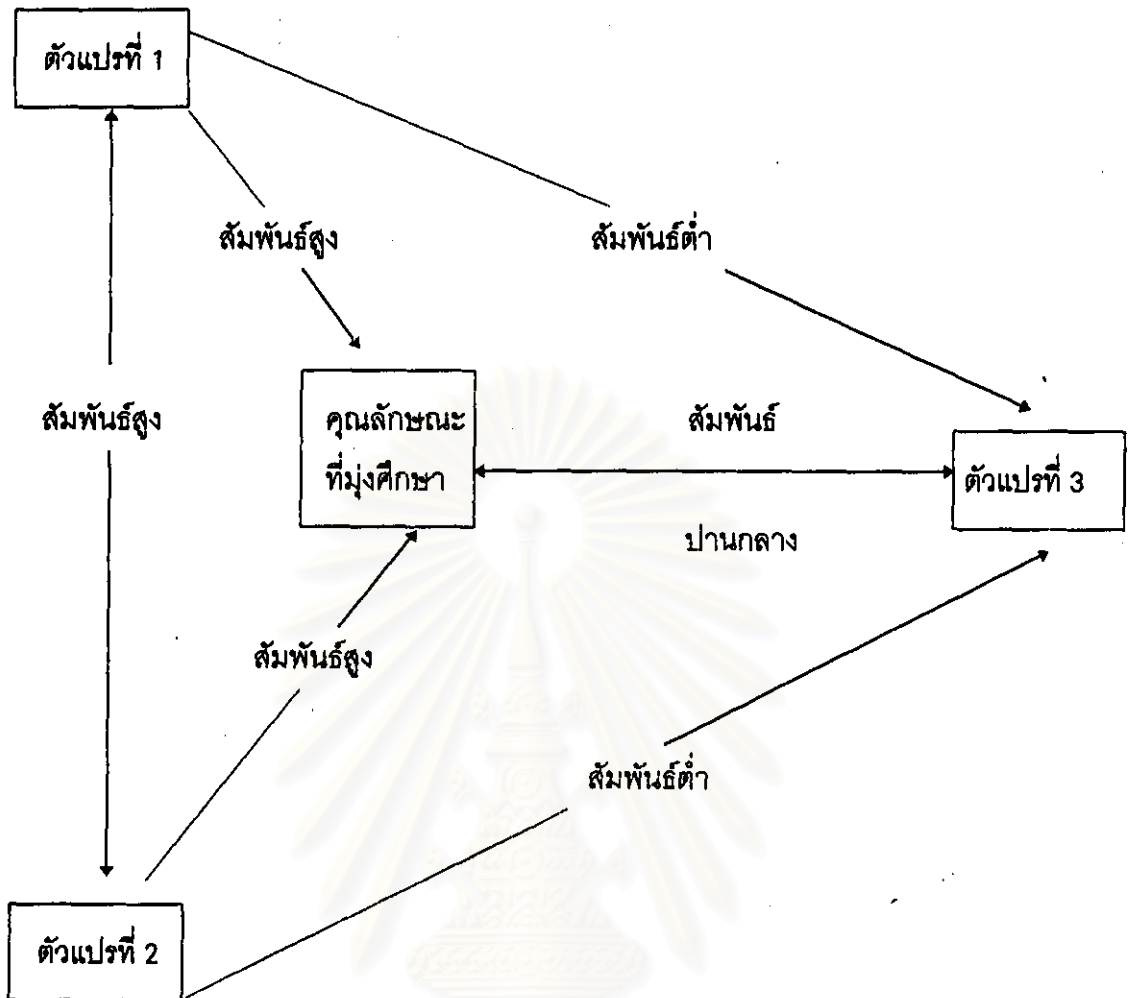 ตัวแปรที่ 1
สัมพันธ์สูง
สัมพันธ์ต่ำ
สัมพันธ์สูง
คุณลักษณะ
ที่มุ่งศึกษา
สัมพันธ์
ปานกลาง
ตัวแปรที่ 3
สัมพันธ์สูง
สัมพันธ์ต่ำ
ตัวแปรที่ 2